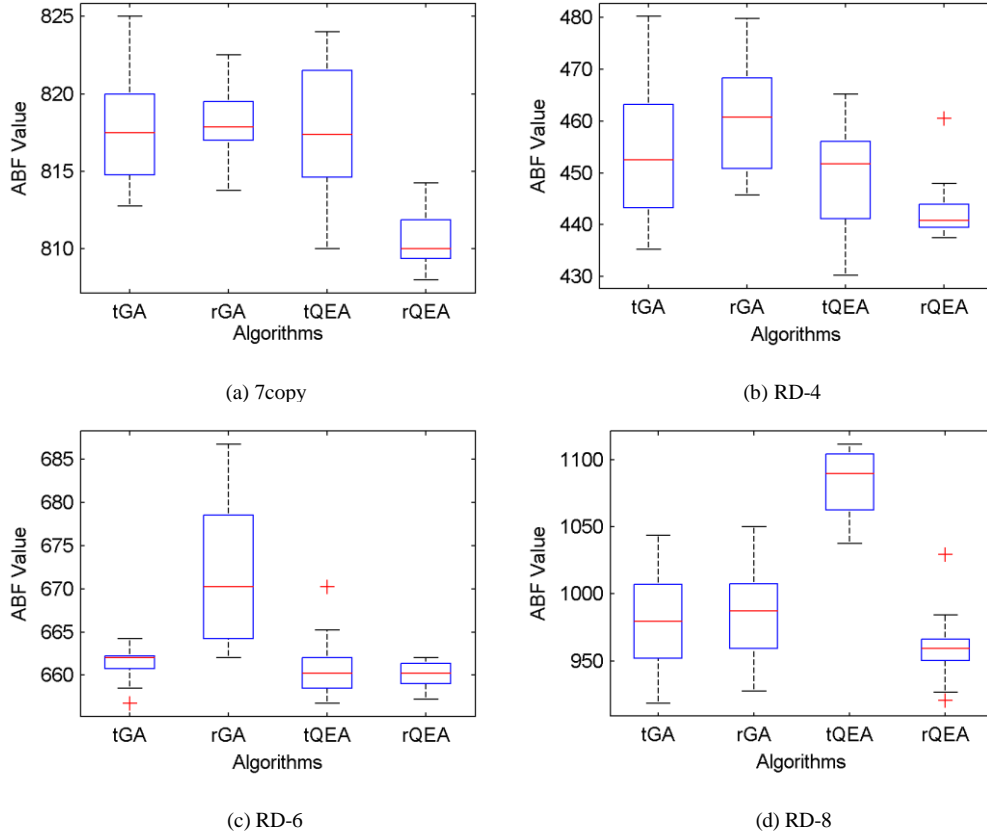 825
820
815
810
ABF Value
tGA rGA tQEA rQEA
Algorithms
(a) 7copy
480
470
460
450
440
430
ABF Value
tGA rGA tQEA rQEA
Algorithms
(b) RD-4
685
680
675
670
665
660
ABF Value
tGA rGA tQEA rQEA
Algorithms
(c) RD-6
1100
1050
1000
950
ABF Value
tGA rGA tQEA rQEA
Algorithms
(d) RD-8